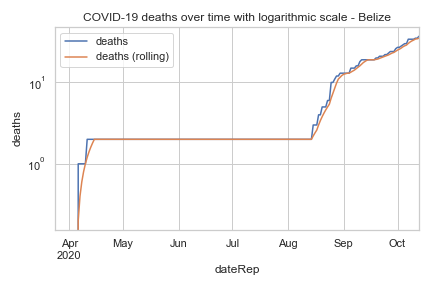 COVID-19 deaths over time with logarithmic scale - Belize
deaths
deaths (rolling)
deaths
10¹
10⁰
Apr May Jun Jul Aug Sep Oct
2020
dateRep